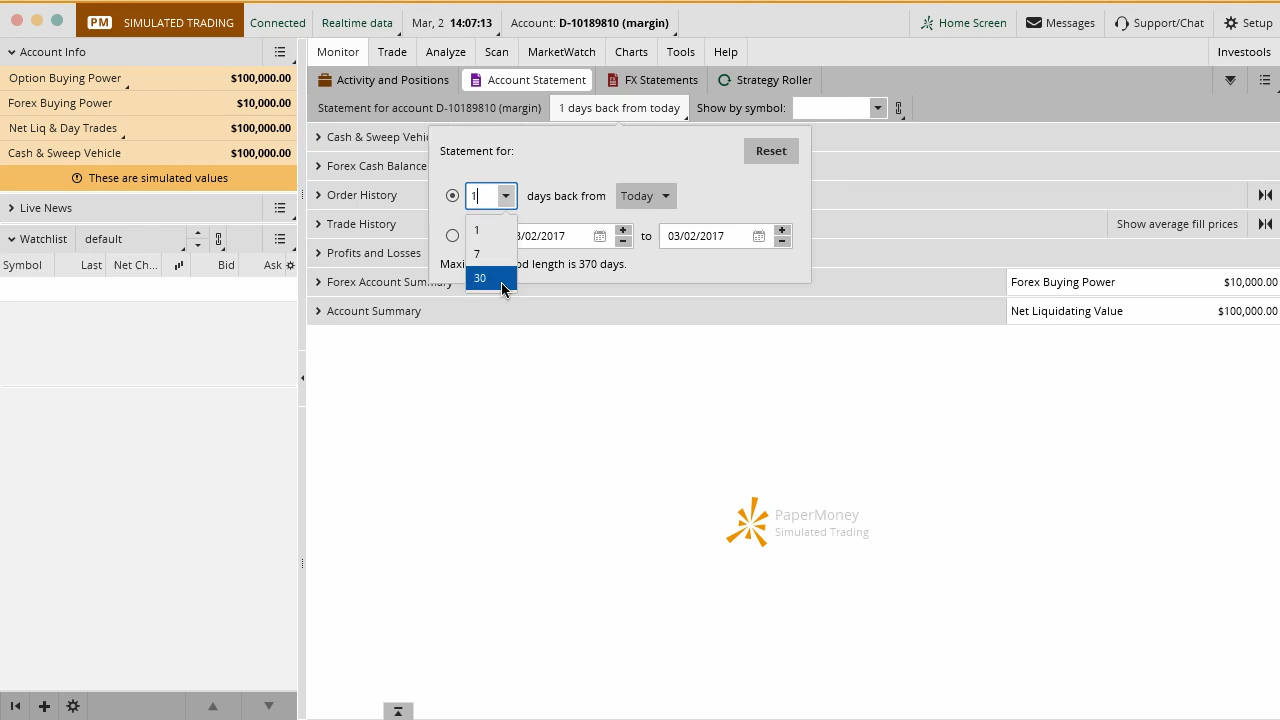 PM SIMULATED TRADING Connected Realtime data Mar, 2 14:07:13 Account: D-10189810 (margin) Home Screen Messages Support/Chat Setup
Account Info
Option Buying Power $100,000.00
Forex Buying Power $10,000.00
Net Liq & Day Trades $100,000.00
Cash & Sweep Vehicle $100,000.00
These are simulated values
Live News
Watchlist default
Symbol Last Net Ch... Bid Ask
Monitor Trade Analyze Scan MarketWatch Charts Tools Help Investools
Activity and Positions Account Statement FX Statements Strategy Roller
Statement for account D-10189810 (margin) 1 days back from today Show by symbol:
Cash & Sweep Vehic
Forex Cash Balance
Order History
Trade History Show average fill prices
Profits and Losses
Forex Account Summary Forex Buying Power $10,000.00
Account Summary Net Liquidating Value $100,000.00
Statement for: Reset
1 days back from Today
3/02/2017 to 03/02/2017
Maxi od length is 370 days.
1
7
30
PaperMoney
Simulated Trading